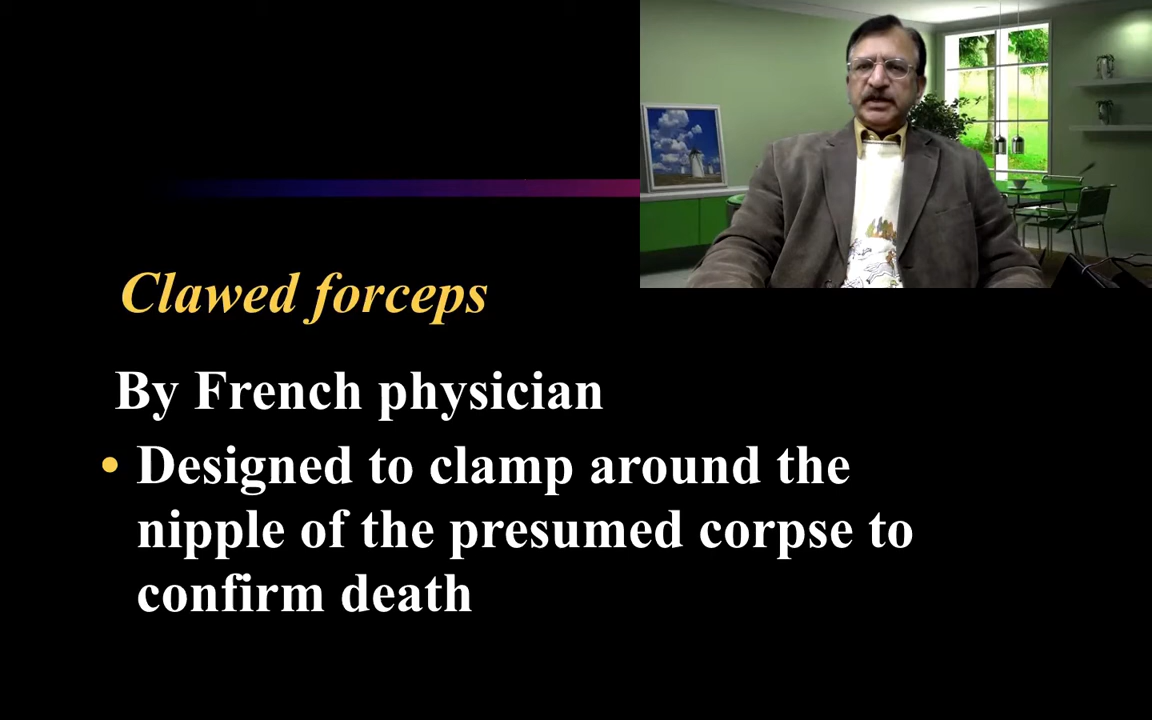 Clawed forceps
By French physician
• Designed to clamp around the
nipple of the presumed corpse to
confirm death